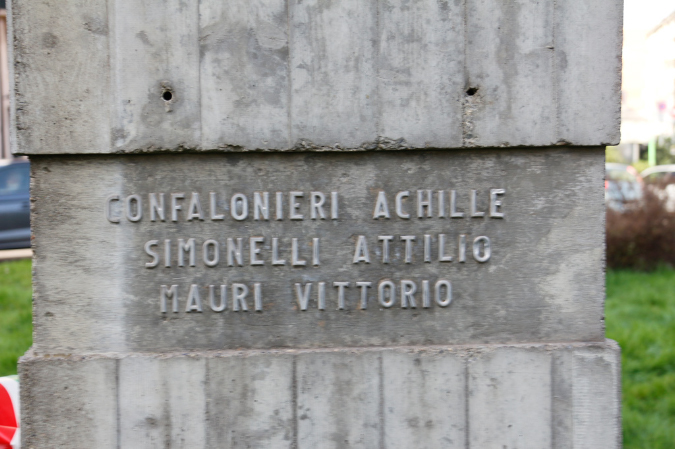 CONFALONIERI ACHILLE
SIMONELLI ATTILIO
MAURI VITTORIO